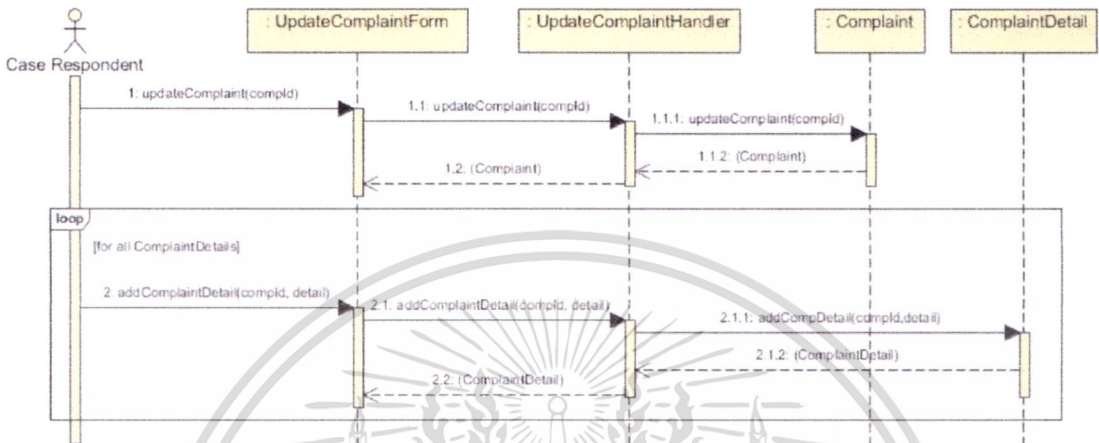 : UpdateComplaintForm
: UpdateComplaintHandler
: Complaint
: ComplaintDetail
Case Respondent
1: updateComplaint(compId)
1.1: updateComplaint(compId)
1.1.1: updateComplaint(compid)
1.1.2: (Complaint)
1.2: (Complaint)
loop
[for all ComplaintDetails]
2: addComplaintDetail(compId, detail)
2.1: addComplaintDetail(compId, detail)
2.1.1: addCompDetail(compId,detail)
2.1.2: (ComplaintDetail)
2.2: (ComplaintDetail)